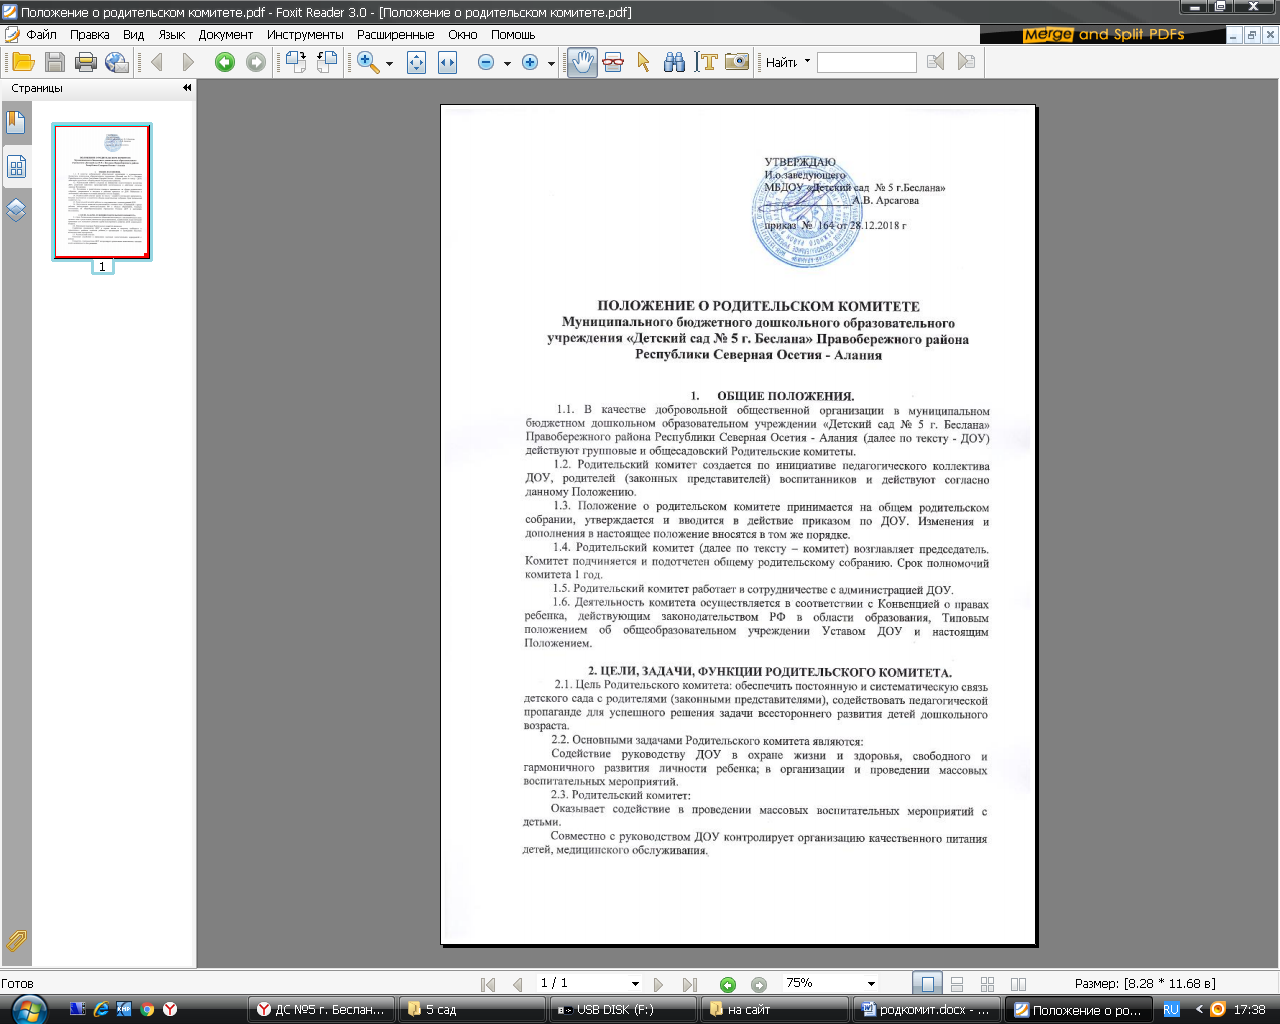 Положение о родительском комитете.pdf - Foxit Reader 3.0 - [Положение о родительском комитете.pdf]
Файл Правка Вид Язык Документ Инструменты Расширенные Окно Помощь
Merge and Split PDFs
Найти
Страницы
1
УТВЕРЖДАЮ
И.о.заведующего
МБДОУ «Детский сад № 5 г.Беслана»
А.В. Арсагова
приказ № 164 от 28.12.2018 г
ПОЛОЖЕНИЕ О РОДИТЕЛЬСКОМ КОМИТЕТЕ
Муниципального бюджетного дошкольного образовательного
учреждения «Детский сад № 5 г. Беслана» Правобережного района
Республики Северная Осетия - Алания
1. ОБЩИЕ ПОЛОЖЕНИЯ.
1.1. В качестве добровольной общественной организации в муниципальном
бюджетном дошкольном образовательном учреждении «Детский сад № 5 г. Беслана»
Правобережного района Республики Северная Осетия - Алания (далее по тексту - ДОУ)
действуют групповые и общесадовский Родительские комитеты.
1.2. Родительский комитет создается по инициативе педагогического коллектива
ДОУ, родителей (законных представителей) воспитанников и действуют согласно
данному Положению.
1.3. Положение о родительском комитете принимается на общем родительском
собрании, утверждается и вводится в действие приказом по ДОУ. Изменения и
дополнения в настоящее положение вносятся в том же порядке.
1.4. Родительский комитет (далее по тексту – комитет) возглавляет председатель.
Комитет подчиняется и подотчетен общему родительскому собранию. Срок полномочий
комитета 1 год.
1.5. Родительский комитет работает в сотрудничестве с администрацией ДОУ.
1.6. Деятельность комитета осуществляется в соответствии с Конвенцией о правах
ребенка, действующим законодательством РФ в области образования, Типовым
положением об общеобразовательном учреждении Уставом ДОУ и настоящим
Положением.
2. ЦЕЛИ, ЗАДАЧИ, ФУНКЦИИ РОДИТЕЛЬСКОГО КОМИТЕТА.
2.1. Цель Родительского комитета: обеспечить постоянную и систематическую связь
детского сада с родителями (законными представителями), содействовать педагогической
пропаганде для успешного решения задачи всестороннего развития детей дошкольного
возраста.
2.2. Основными задачами Родительского комитета являются:
Содействие руководству ДОУ в охране жизни и здоровья, свободного и
гармоничного развития личности ребенка; в организации и проведении массовых
воспитательных мероприятий.
2.3. Родительский комитет:
Оказывает содействие в проведении массовых воспитательных мероприятий с
детьми.
Совместно с руководством ДОУ контролирует организацию качественного питания
детей, медицинского обслуживания.
Готов
1 / 1
75%
Размер: [8.28 * 11.68 в]
ДС №5 г. Беслан...
5 сад
USB DISK (F:)
на сайт
родкомит.docx - ...
Положение о ро...
RU
17:38